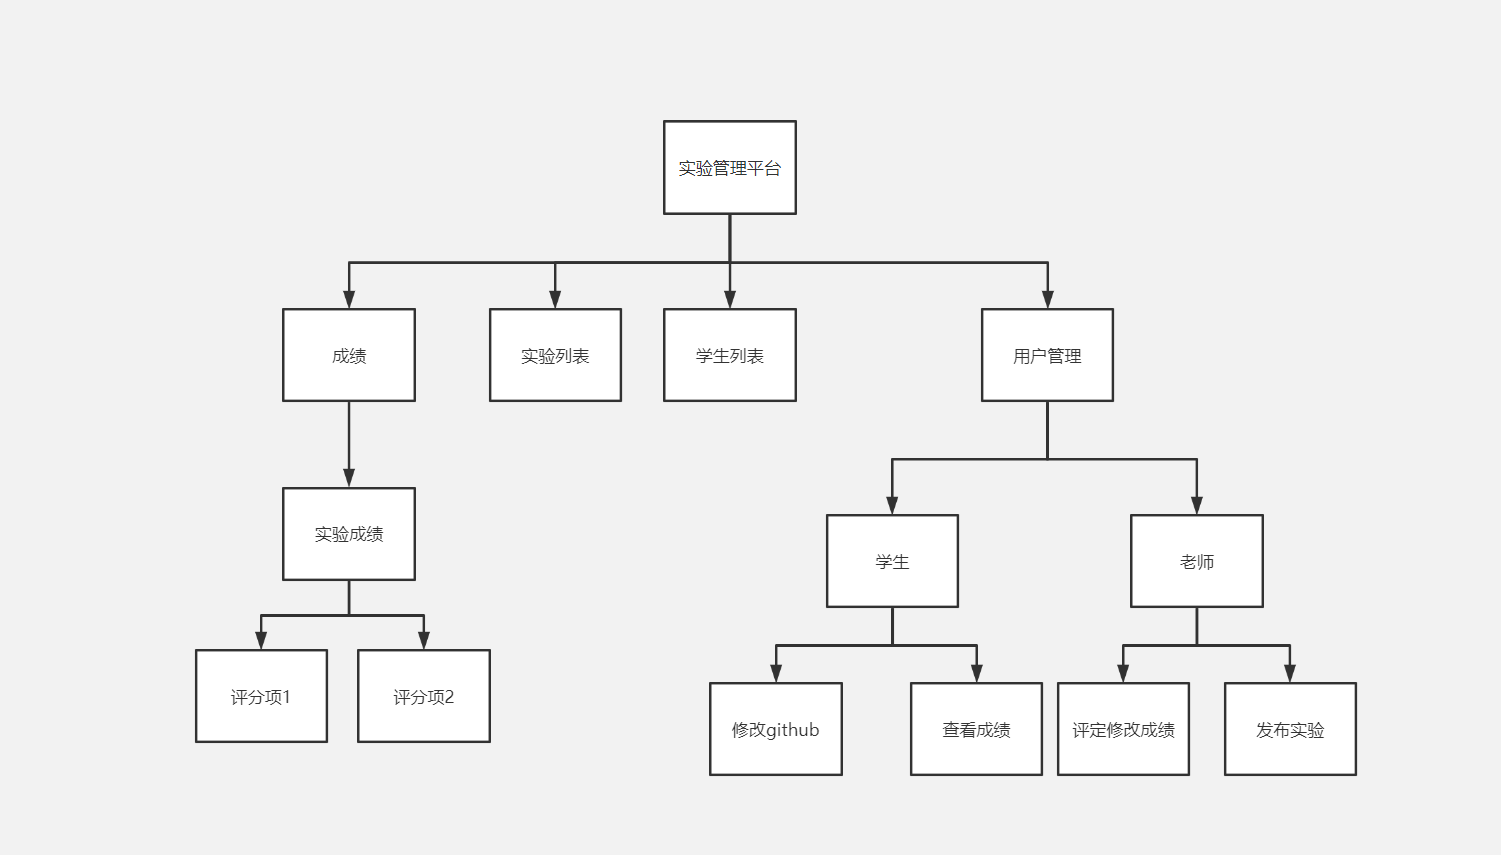 实验管理平台
成绩
实验列表
学生列表
用户管理
实验成绩
学生
老师
评分项1
评分项2
修改github
查看成绩
评定修改成绩
发布实验